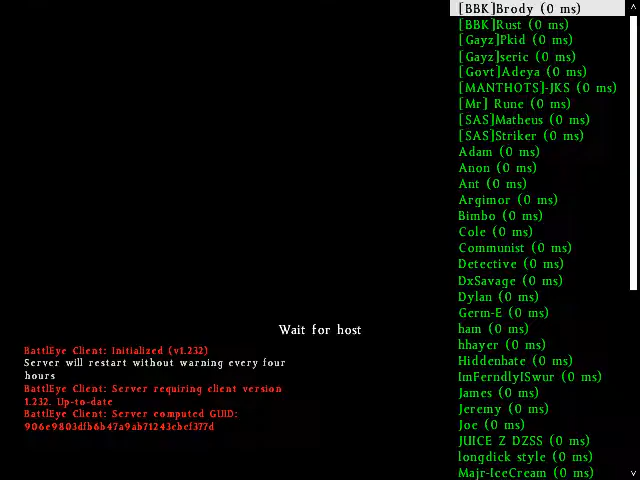 [BBK]Brody (0 ms)
[BBK]Rust (0 ms)
[Gayz]Pkid (0 ms)
[Gayz]seric (0 ms)
[Govt]Adeya (0 ms)
[MANTHOTS]-JKS (0 ms)
[Mr] Rune (0 ms)
[SAS]Matheus (0 ms)
[SAS]Striker (0 ms)
Adam (0 ms)
Anon (0 ms)
Ant (0 ms)
Argimor (0 ms)
Bimbo (0 ms)
Cole (0 ms)
Communist (0 ms)
Detective (0 ms)
DxSavage (0 ms)
Dylan (0 ms)
Germ-E (0 ms)
ham (0 ms)
hhayer (0 ms)
Hiddenhate (0 ms)
ImFerndlyISwur (0 ms)
James (0 ms)
Jeremy (0 ms)
Joe (0 ms)
JUICE Z DZSS (0 ms)
longdick style (0 ms)
Majr-IceCream (0 ms)
Wait for host
BattlEye Client: Initialized (v1.232)
Server will restart without warning every four
hours
BattlEye Client: Server requiring client version
1.232. Up-to-date
BattlEye Client: Server computed GUID: